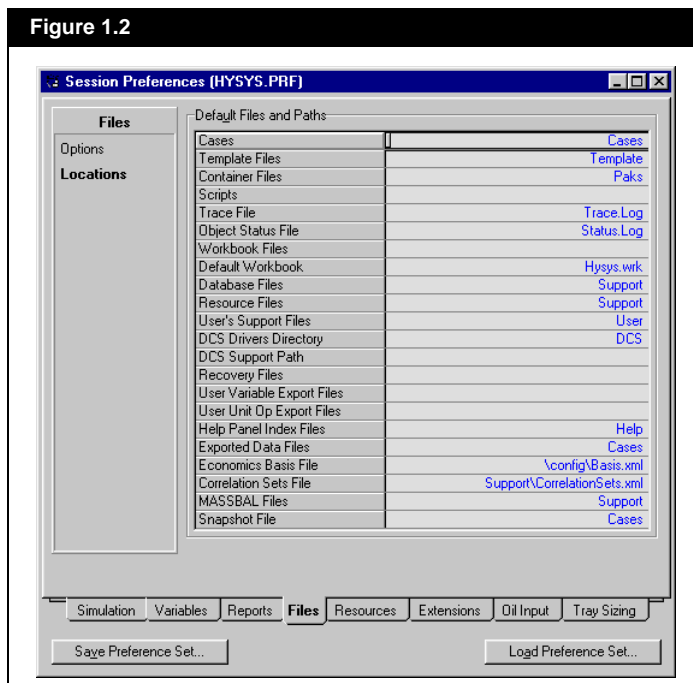 Figure 1.2
Session Preferences (HYSYS.PRF)
Files
Options
Locations
Default Files and Paths
Cases Cases
Template Files Template
Container Files Paks
Scripts
Trace File Trace.Log
Object Status File Status.Log
Workbook Files
Default Workbook Hysys.wrk
Database Files Support
Resource Files Support
User's Support Files User
DCS Drivers Directory DCS
DCS Support Path
Recovery Files
User Variable Export Files
User Unit Op Export Files
Help Panel Index Files Help
Exported Data Files Cases
Economics Basis File \config\Basis.xml
Correlation Sets File Support\CorrelationSets.xml
MASSBAL Files Support
Snapshot File Cases
Simulation Variables Reports Files Resources Extensions Oil Input Tray Sizing
Save Preference Set... Load Preference Set...